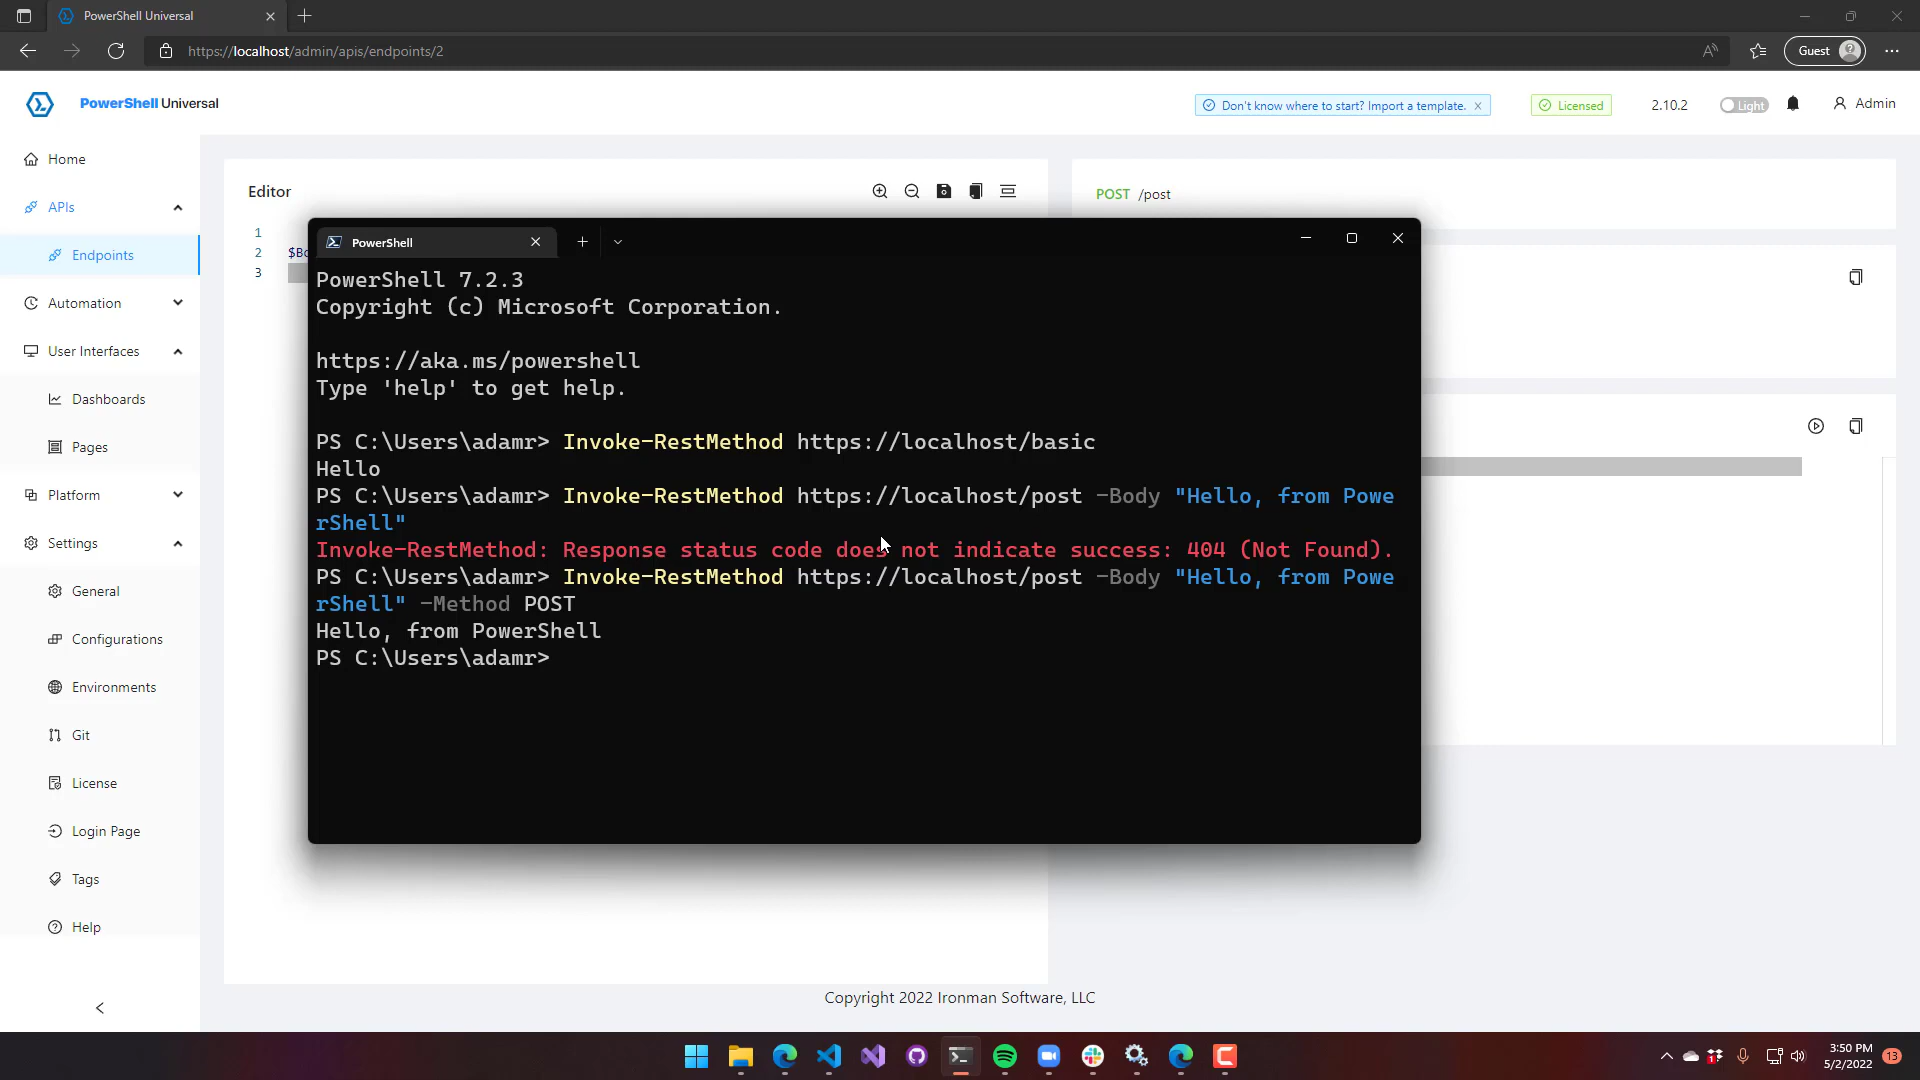 PowerShell Universal
https://localhost/admin/apis/endpoints/2
Guest
PowerShell Universal
Don't know where to start? Import a template.
Licensed
2.10.2
Light
Admin
Home
APIs
Endpoints
Automation
User Interfaces
Dashboards
Pages
Platform
Settings
General
Configurations
Environments
Git
License
Login Page
Tags
Help
Editor
1
2 $Bo
3
POST /post
PowerShell
PowerShell 7.2.3
Copyright (c) Microsoft Corporation.
https://aka.ms/powershell
Type 'help' to get help.
PS C:\Users\adamr> Invoke-RestMethod https://localhost/basic
Hello
PS C:\Users\adamr> Invoke-RestMethod https://localhost/post -Body "Hello, from Powe
rShell"
Invoke-RestMethod: Response status code does not indicate success: 404 (Not Found).
PS C:\Users\adamr> Invoke-RestMethod https://localhost/post -Body "Hello, from Powe
rShell" -Method POST
Hello, from PowerShell
PS C:\Users\adamr>
Copyright 2022 Ironman Software, LLC
3:50 PM
5/2/2022
13